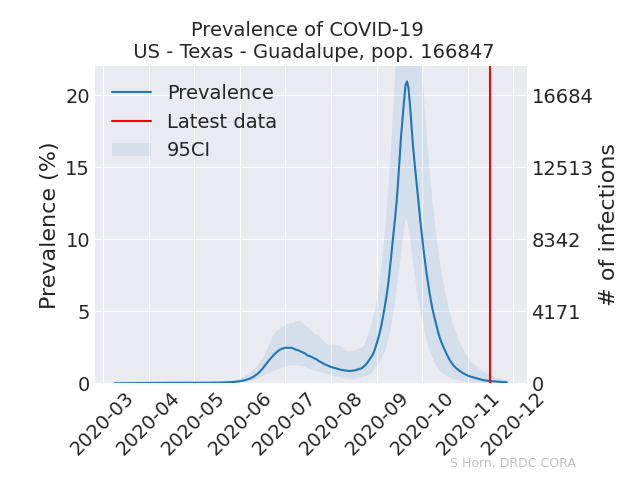 Prevalence of COVID-19
US - Texas - Guadalupe, pop. 166847
Prevalence
Latest data
95CI
Prevalence (%)
20
15
10
5
0
16684
12513
8342
4171
0
# of infections
2020-03
2020-04
2020-05
2020-06
2020-07
2020-08
2020-09
2020-10
2020-11
2020-12
S Horn, DRDC CORA